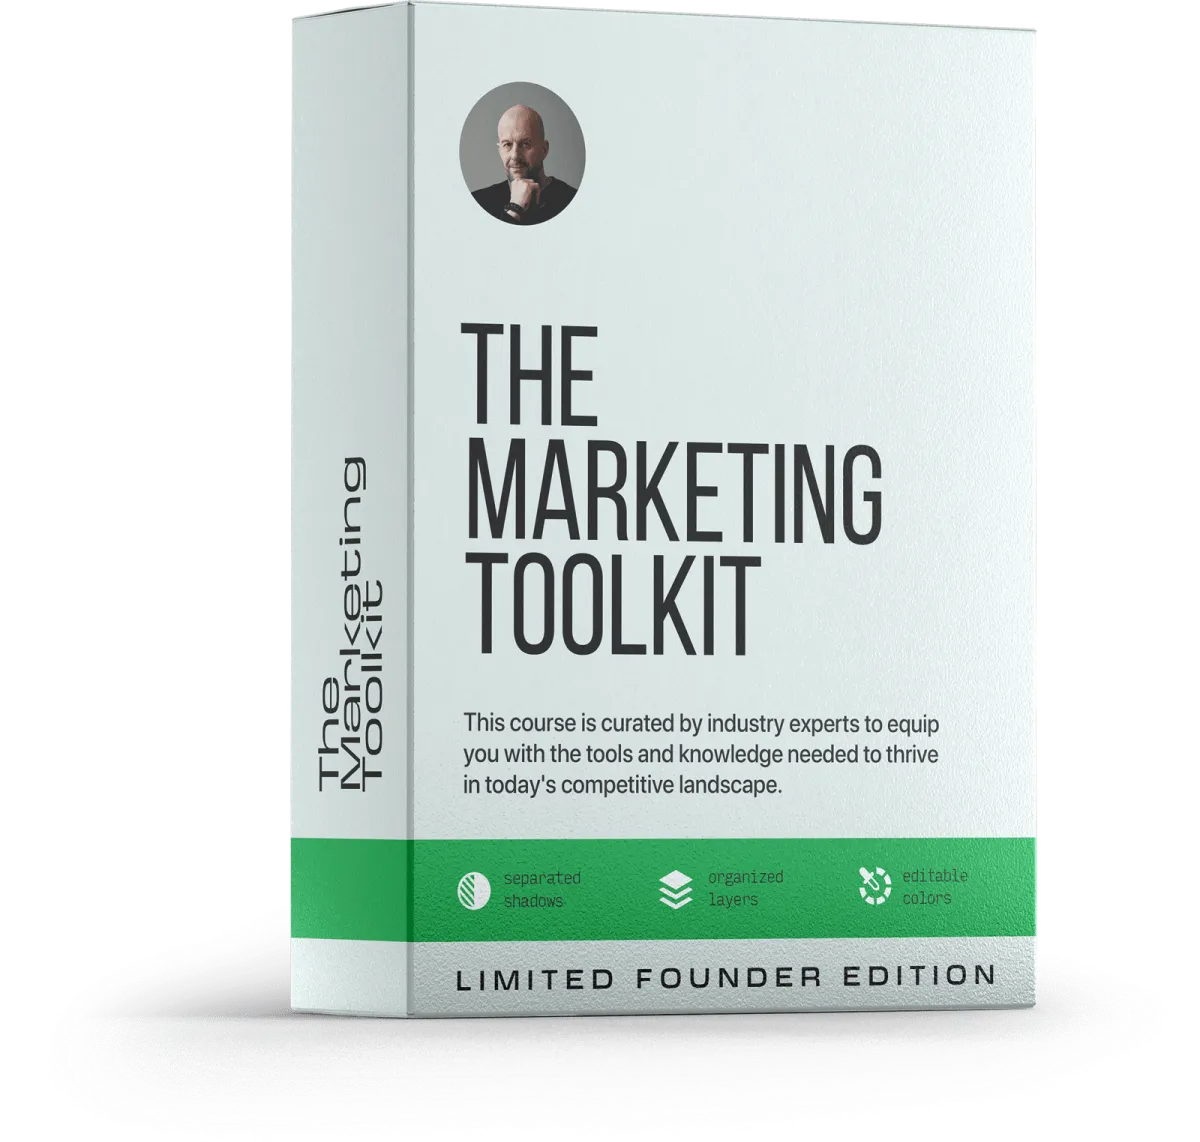 The
Marketing
Toolkit
THE
MARKETING
TOOLKIT
This course is curated by industry experts to equip
you with the tools and knowledge needed to thrive
in today's competitive landscape.
separated
shadows
organized
layers
editable
colors
LIMITED FOUNDER EDITION